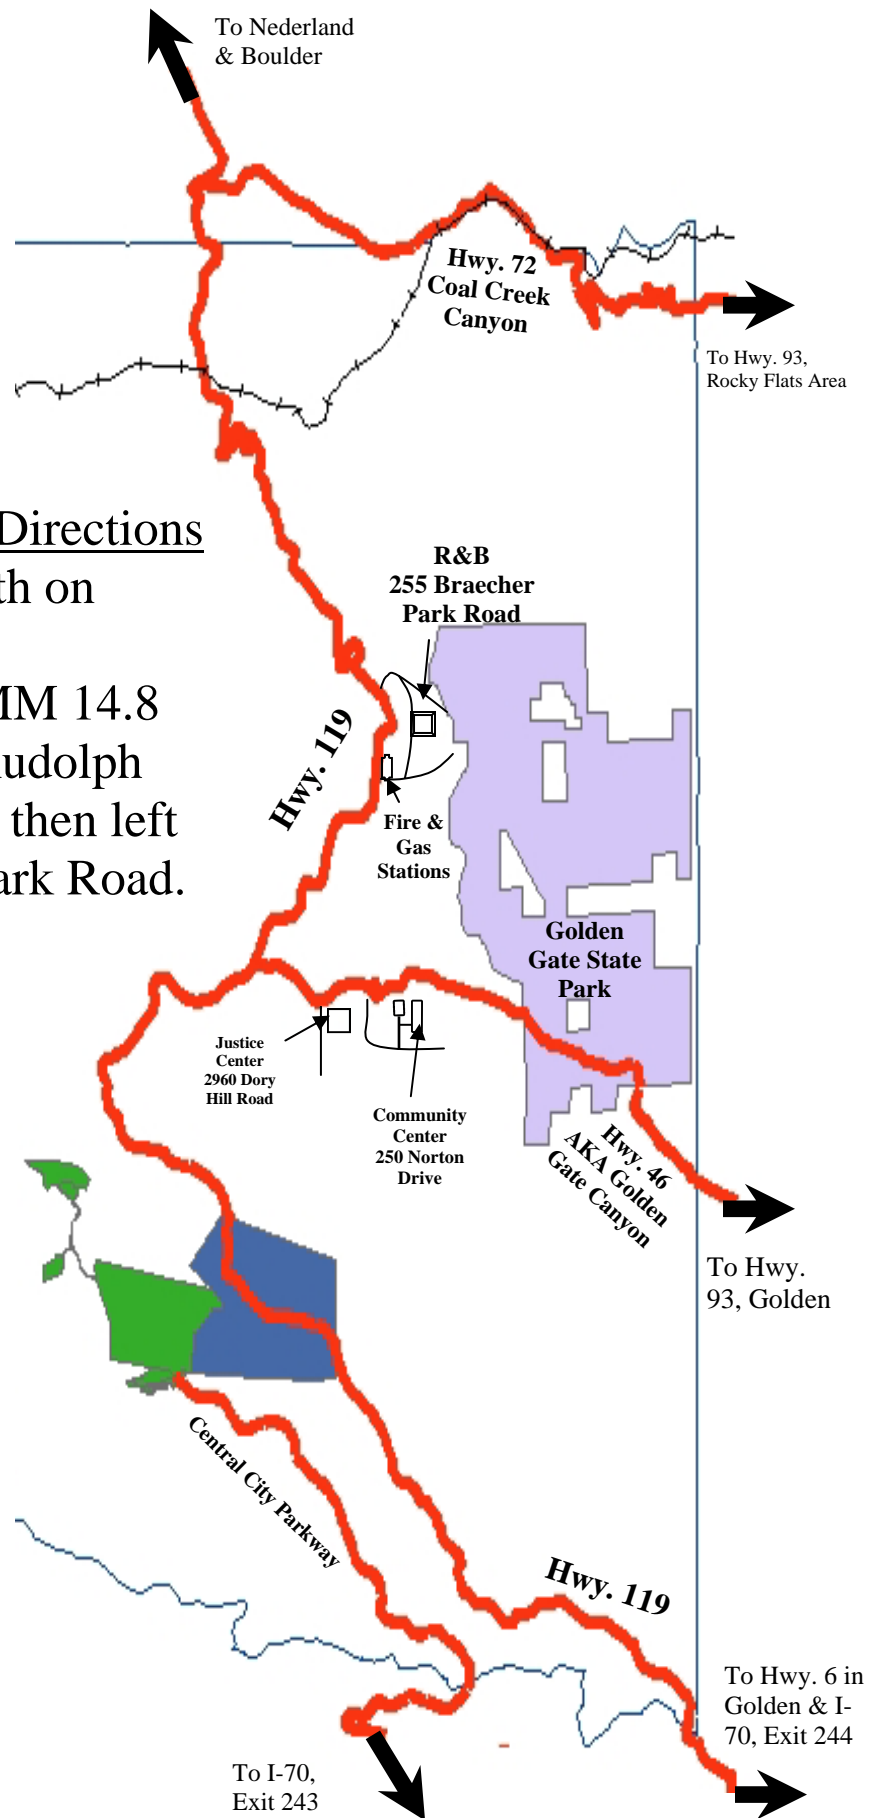 To Nederland
& Boulder
Hwy. 72
Coal Creek
Canyon
To Hwy. 93,
Rocky Flats Area
Directions
th on
MM 14.8
udolph
then left
ark Road.
R&B
255 Braecher
Park Road
Hwy. 119
Fire &
Gas
Stations
Golden
Gate State
Park
Justice
Center
2960 Dory
Hill Road
Community
Center
250 Norton
Drive
Hwy. 46
AKA Golden
Gate Canyon
To Hwy.
93, Golden
Central City Parkway
Hwy. 119
To Hwy. 6 in
Golden & I-
70, Exit 244
To I-70,
Exit 243